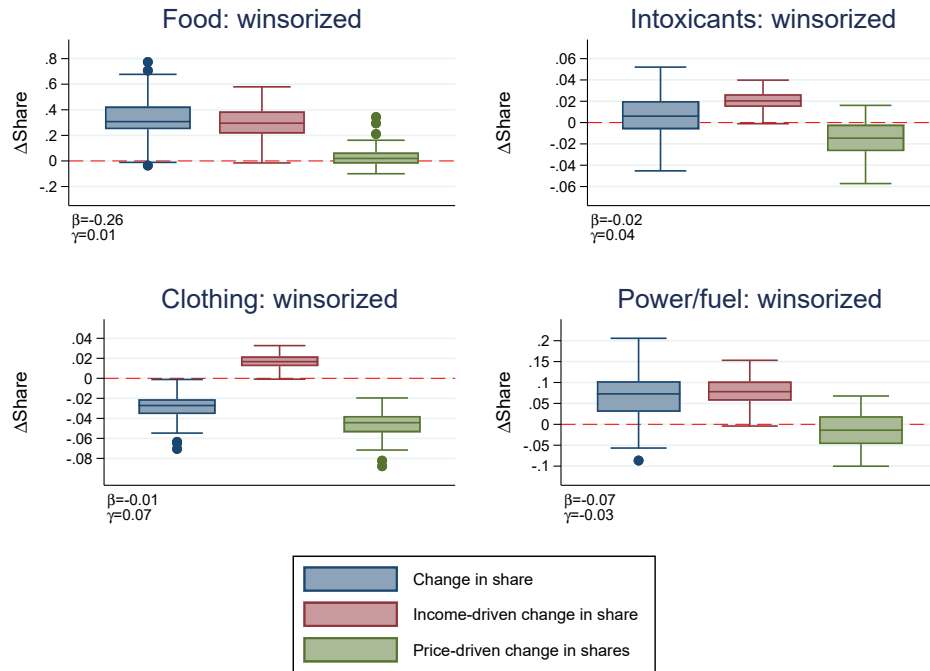 Food: winsorized
ΔShare
.8
.6
.4
.2
0
-.2
β=-0.26
γ=0.01
Intoxicants: winsorized
ΔShare
.06
.04
.02
0
-.02
-.04
-.06
β=-0.02
γ=0.04
Clothing: winsorized
ΔShare
.04
.02
0
-.02
-.04
-.06
-.08
β=-0.01
γ=0.07
Power/fuel: winsorized
ΔShare
.2
.15
.1
.05
0
-.05
-.1
β=-0.07
γ=-0.03
Change in share
Income-driven change in share
Price-driven change in shares